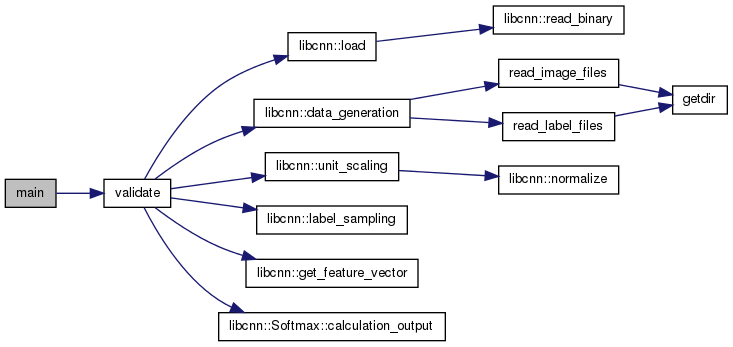 libcnn::read_binary
libcnn::load
read_image_files
getdir
libcnn::data_generation
read_label_files
libcnn::unit_scaling
libcnn::normalize
main
validate
libcnn::label_sampling
libcnn::get_feature_vector
libcnn::Softmax::calculation_output